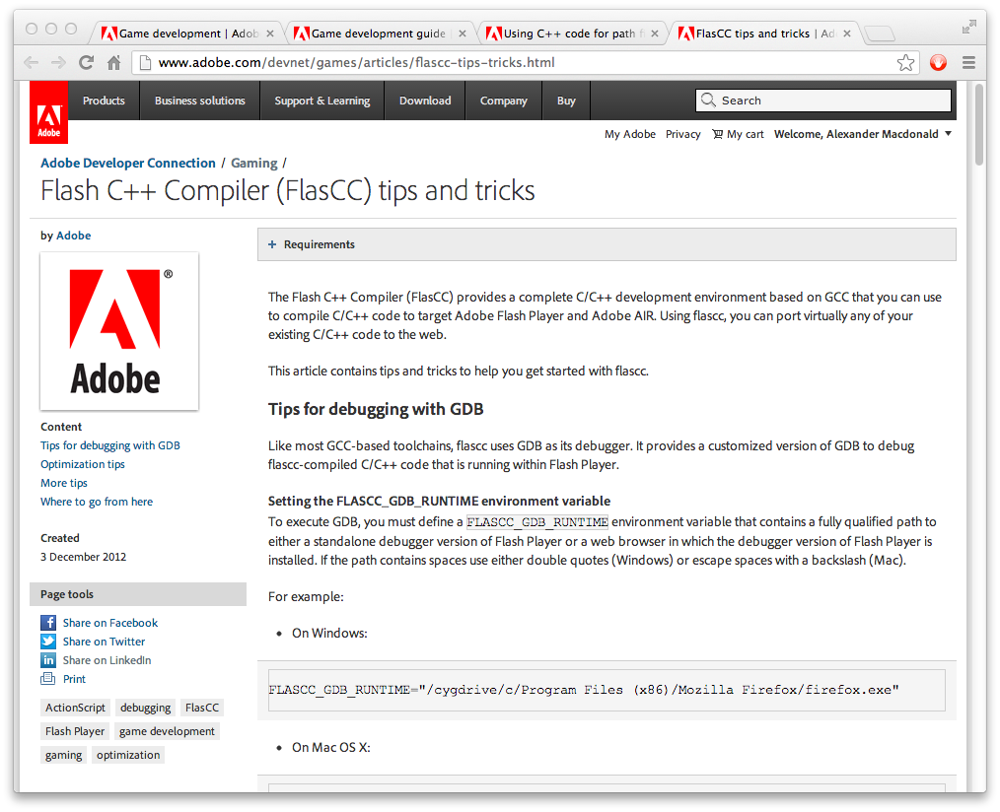 Game development | Adob
Game development guide
Using C++ code for path f
FlasCC tips and tricks | Ad
www.adobe.com/devnet/games/articles/flascc-tips-tricks.html
Adobe
Products
Business solutions
Support & Learning
Download
Company
Buy
Search
My Adobe
Privacy
My cart
Welcome, Alexander Macdonald
Adobe Developer Connection / Gaming /
Flash C++ Compiler (FlasCC) tips and tricks
by Adobe
Adobe®
Content
Tips for debugging with GDB
Optimization tips
More tips
Where to go from here
Created
3 December 2012
Page tools
Share on Facebook
Share on Twitter
Share on LinkedIn
Print
ActionScript
debugging
FlasCC
Flash Player
game development
gaming
optimization
+ Requirements
The Flash C++ Compiler (FlasCC) provides a complete C/C++ development environment based on GCC that you can use
to compile C/C++ code to target Adobe Flash Player and Adobe AIR. Using flascc, you can port virtually any of your
existing C/C++ code to the web.
This article contains tips and tricks to help you get started with flascc.
Tips for debugging with GDB
Like most GCC-based toolchains, flascc uses GDB as its debugger. It provides a customized version of GDB to debug
flascc-compiled C/C++ code that is running within Flash Player.
Setting the FLASCC_GDB_RUNTIME environment variable
To execute GDB, you must define a FLASCC_GDB_RUNTIME environment variable that contains a fully qualified path to
either a standalone debugger version of Flash Player or a web browser in which the debugger version of Flash Player is
installed. If the path contains spaces use either double quotes (Windows) or escape spaces with a backslash (Mac).
For example:
• On Windows:
FLASCC_GDB_RUNTIME="/cygdrive/c/Program Files (x86)/Mozilla Firefox/firefox.exe"
• On Mac OS X: